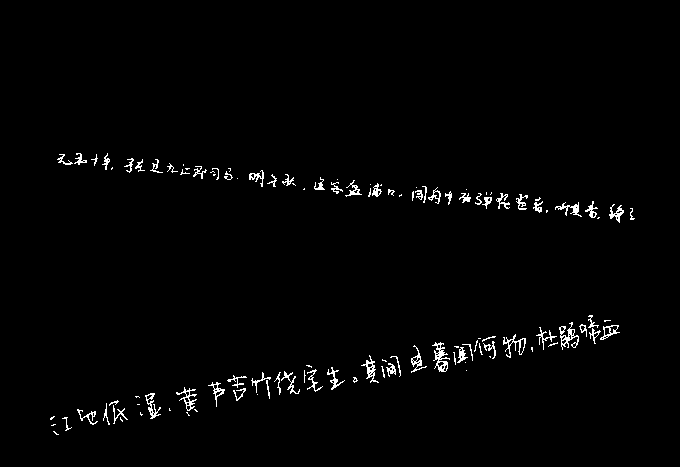 元和十年，予左迁九江郡司马。明年秋，送客湓浦口，闻舟中夜弹琵琶者，听其音，铮之
江地低湿，黄芦苦竹绕宅生。其间旦暮闻何物，杜鹃啼血